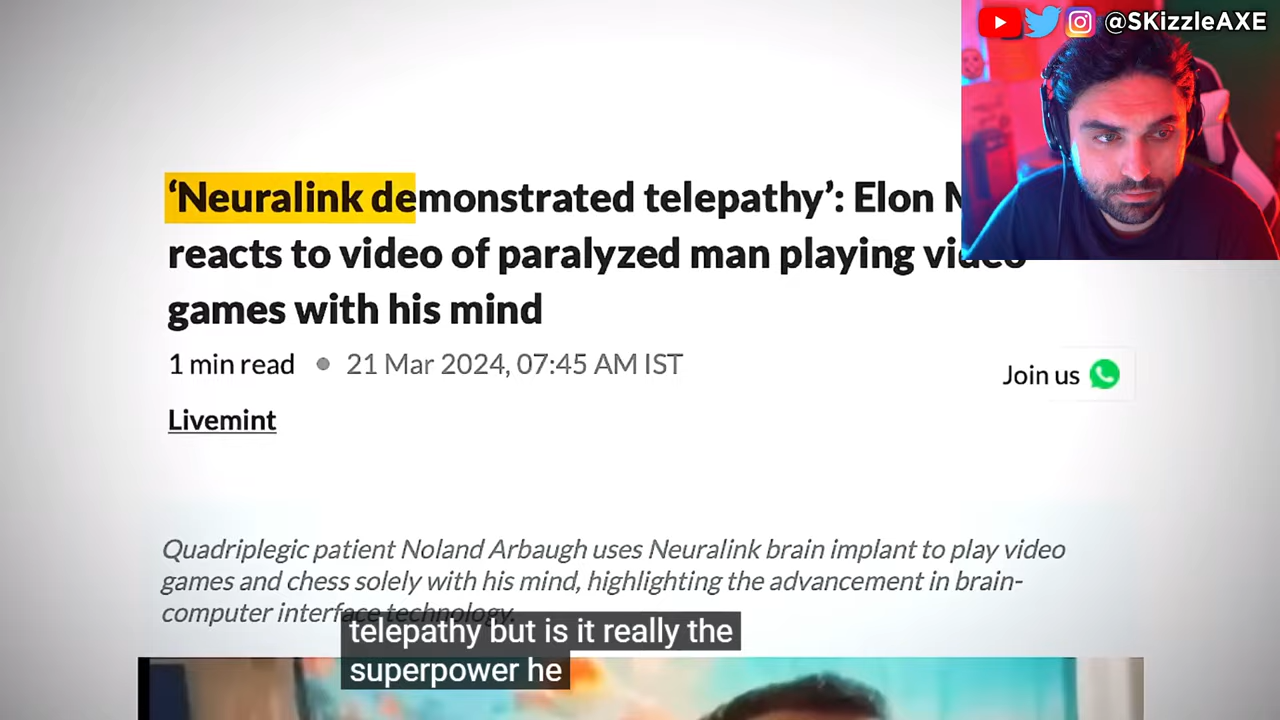 @SKizzleAXE
‘Neuralink demonstrated telepathy’: Elon
reacts to video of paralyzed man playing video
games with his mind
1 min read • 21 Mar 2024, 07:45 AM IST
Join us
Livemint
Quadriplegic patient Noland Arbaugh uses Neuralink brain implant to play video
games and chess solely with his mind, highlighting the advancement in brain-
computer interface technology.
telepathy but is it really the
superpower he